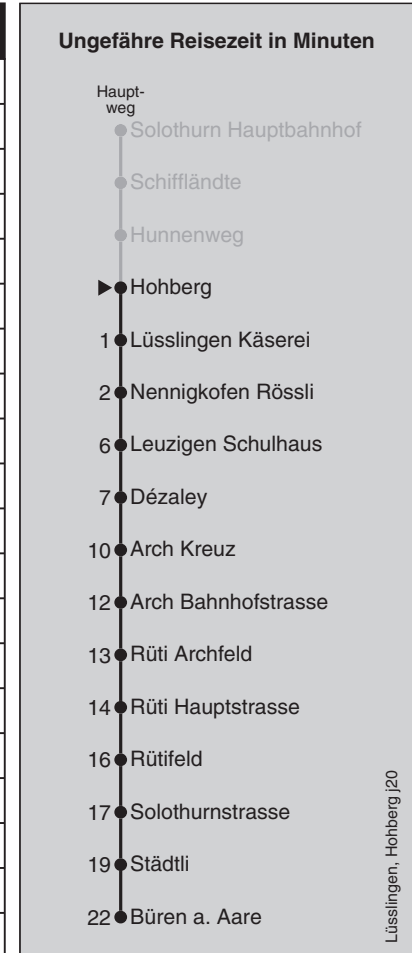 Ungefähre Reisezeit in Minuten
Haupt-
weg
Solothurn Hauptbahnhof
Schiffländte
Hunnenweg
Hohberg
1 Lüsslingen Käserei
2 Nennigkofen Rössli
6 Leuzigen Schulhaus
7 Dézaley
10 Arch Kreuz
12 Arch Bahnhofstrasse
13 Rüti Archfeld
14 Rüti Hauptstrasse
16 Rütifeld
17 Solothurnstrasse
19 Städtli
22 Büren a. Aare
Lüsslingen, Hohberg j20